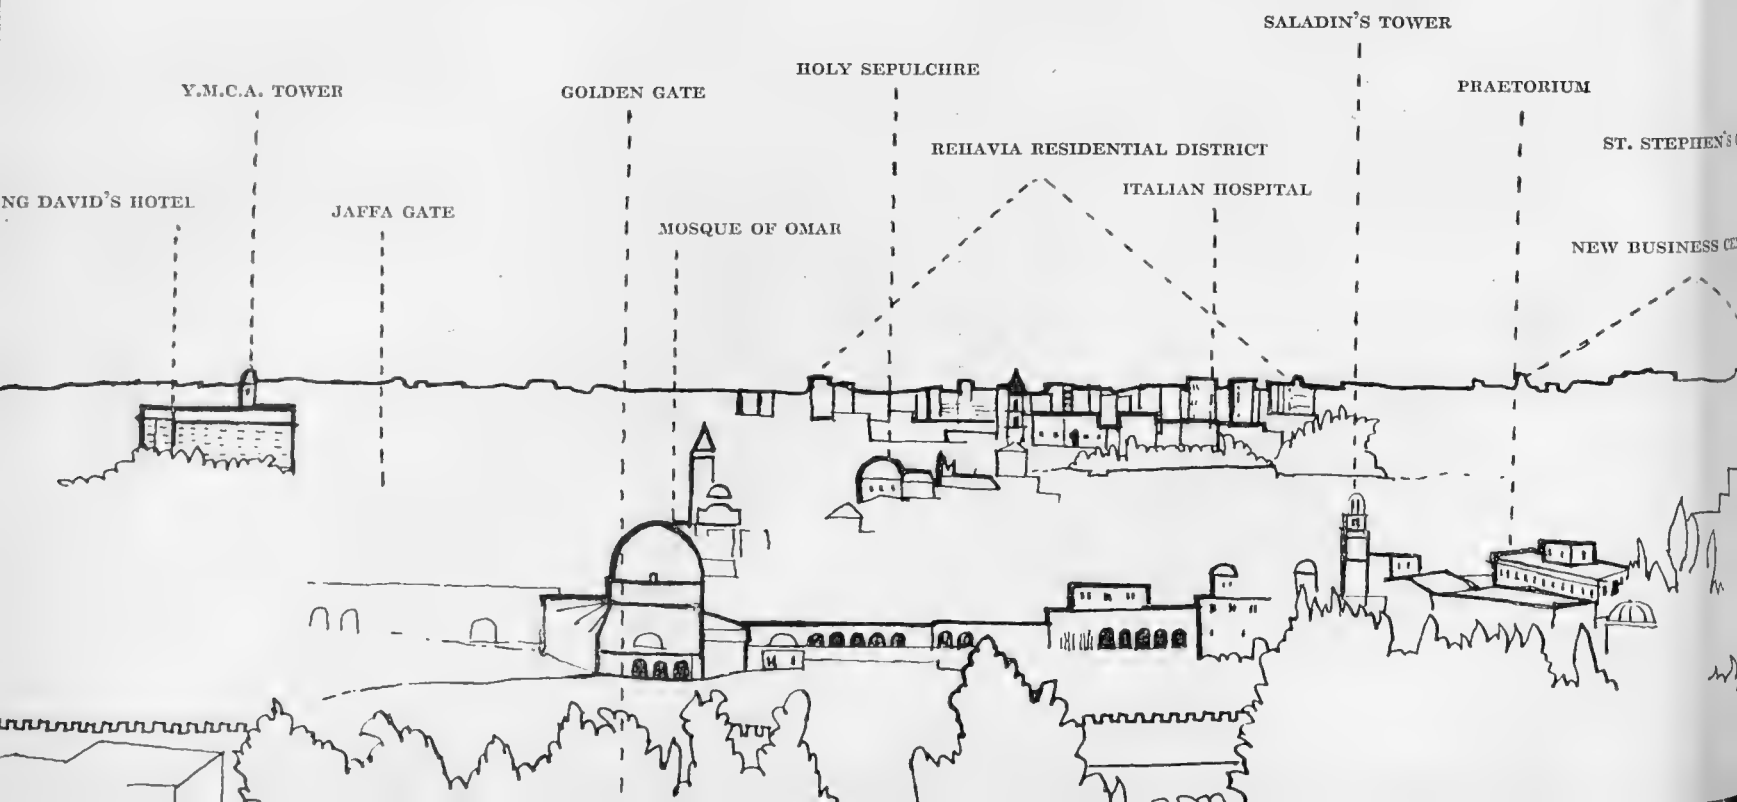 SALADIN'S TOWER
HOLY SEPULCHRE
Y.M.C.A. TOWER
GOLDEN GATE
PRAETORIUM
REHAVIA RESIDENTIAL DISTRICT
ST. STEPHEN'S
ITALIAN HOSPITAL
NG DAVID'S HOTEL
JAFFA GATE
MOSQUE OF OMAR
NEW BUSINESS CE